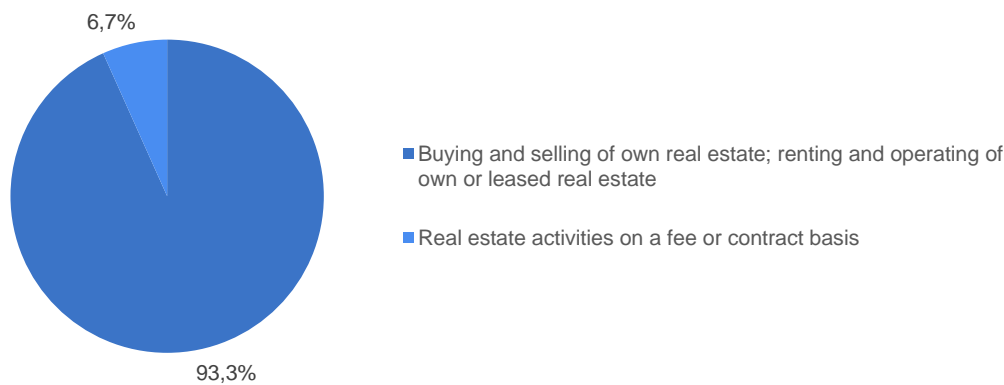 6,7%
Buying and selling of own real estate; renting and operating of
own or leased real estate
Real estate activities on a fee or contract basis
93,3%